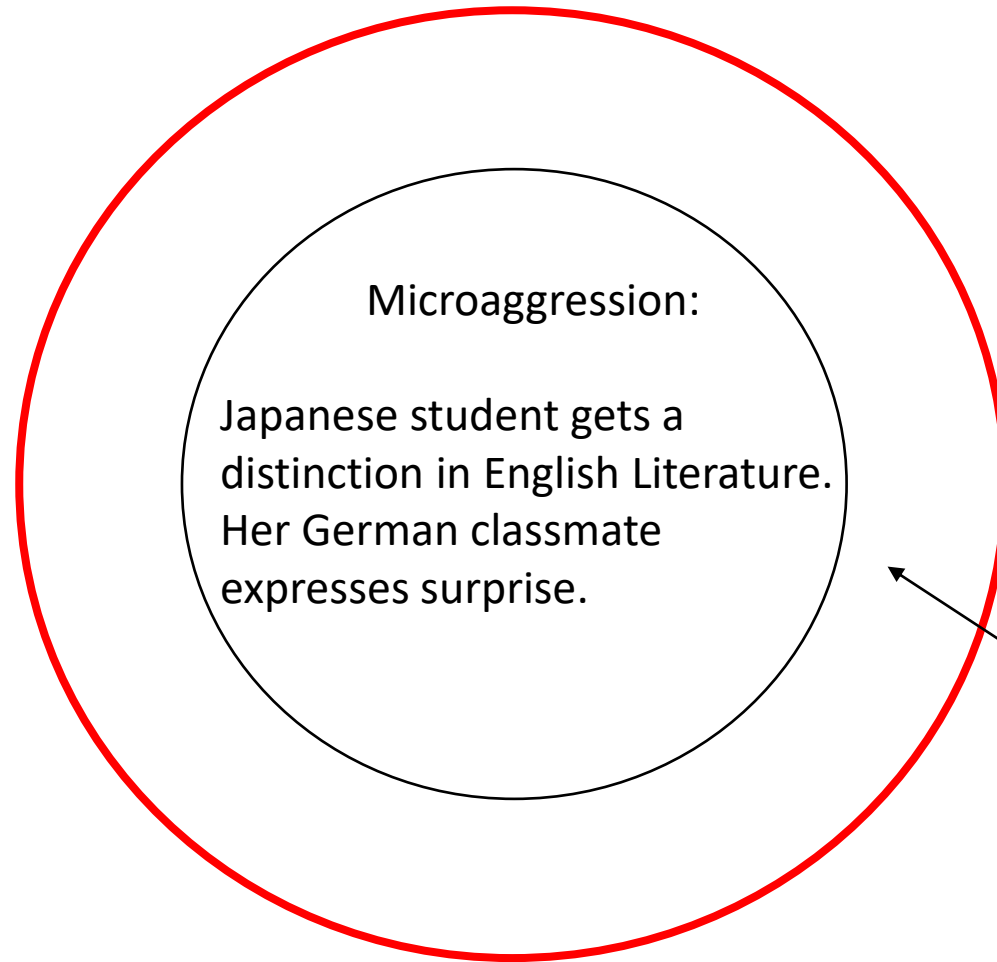 Microaggression:
Japanese student gets a
distinction in English Literature.
Her German classmate
expresses surprise.